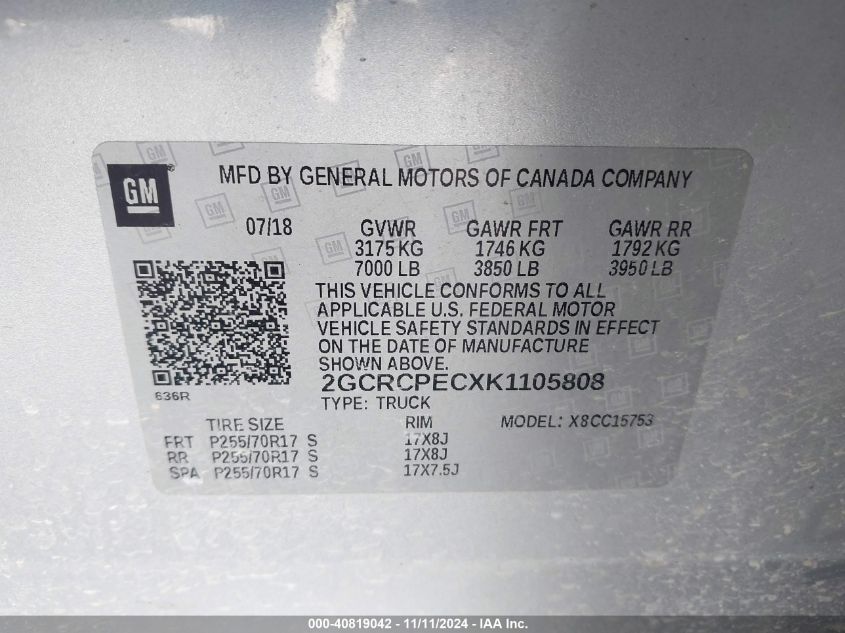 GM
MFD BY GENERAL MOTORS OF CANADA COMPANY
07/18 GVWR GAWR FRT GAWR RR
3175 KG 1746 KG 1792 KG
7000 LB 3850 LB 3950 LB
THIS VEHICLE CONFORMS TO ALL
APPLICABLE U.S. FEDERAL MOTOR
VEHICLE SAFETY STANDARDS IN EFFECT
ON THE DATE OF MANUFACTURE
SHOWN ABOVE.
2GCRCPECXK1105808
636R
TYPE: TRUCK
TIRE SIZE RIM MODEL: X8CC15753
FRT P255/70R17 S 17X8J
RR P255/70R17 S 17X8J
SPA P255/70R17 S 17X7.5J
000-40819042 - 11/11/2024 - IAA Inc.